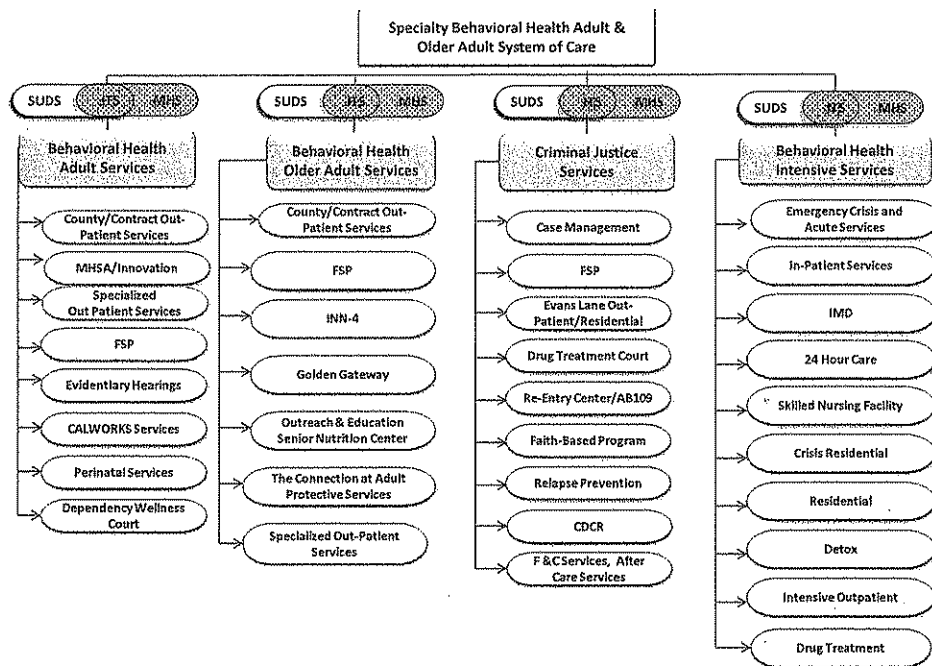 Specialty Behavioral Health Adult &
Older Adult System of Care
SUDS
MHS
SUDS
MHS
SUDS
MHS
SUDS
MHS
Behavioral Health
Adult Services
County/Contract Out-
Patient Services
MHSA/Innovation
Specialized
Out Patient Services
FSP
Evidentiary Hearings
CALWORKS Services
Perinatal Services
Dependency Wellness
Court
Behavioral Health
Older Adult Services
County/Contract Out-
Patient Services
FSP
INN-4
Golden Gateway
Outreach & Education
Senior Nutrition Center
The Connection at Adult
Protective Services
Specialized Out-Patient
Services
Criminal Justice
Services
Case Management
FSP
Evans Lane Out-
Patient/Residential
Drug Treatment Court
Re-Entry Center/AB109
Faith-Based Program
Relapse Prevention
CDCR
F & C Services, After
Care Services
Behavioral Health
Intensive Services
Emergency Crisis and
Acute Services
In-Patient Services
IMD
24 Hour Care
Skilled Nursing Facility
Crisis Residential
Residential
Detox
Intensive Outpatient
Drug Treatment